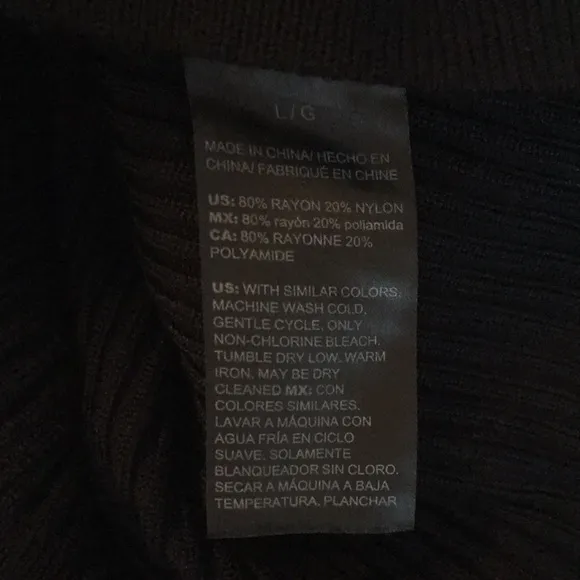 L/G
MADE IN CHINA/ HECHO EN
CHINA/ FABRIQUÉ EN CHINE
US: 80% RAYON 20% NYLON
MX: 80% rayón 20% poliamida
CA: 80% RAYONNE 20%
POLYAMIDE
US: WITH SIMILAR COLORS,
MACHINE WASH COLD,
GENTLE CYCLE, ONLY
NON-CHLORINE BLEACH,
TUMBLE DRY LOW, WARM
IRON, MAY BE DRY
CLEANED MX: CON
COLORES SIMILARES,
LAVAR A MÁQUINA CON
AGUA FRÍA EN CICLO
SUAVE, SOLAMENTE
BLANQUEADOR SIN CLORO,
SECAR A MÁQUINA A BAJA
TEMPERATURA, PLANCHAR